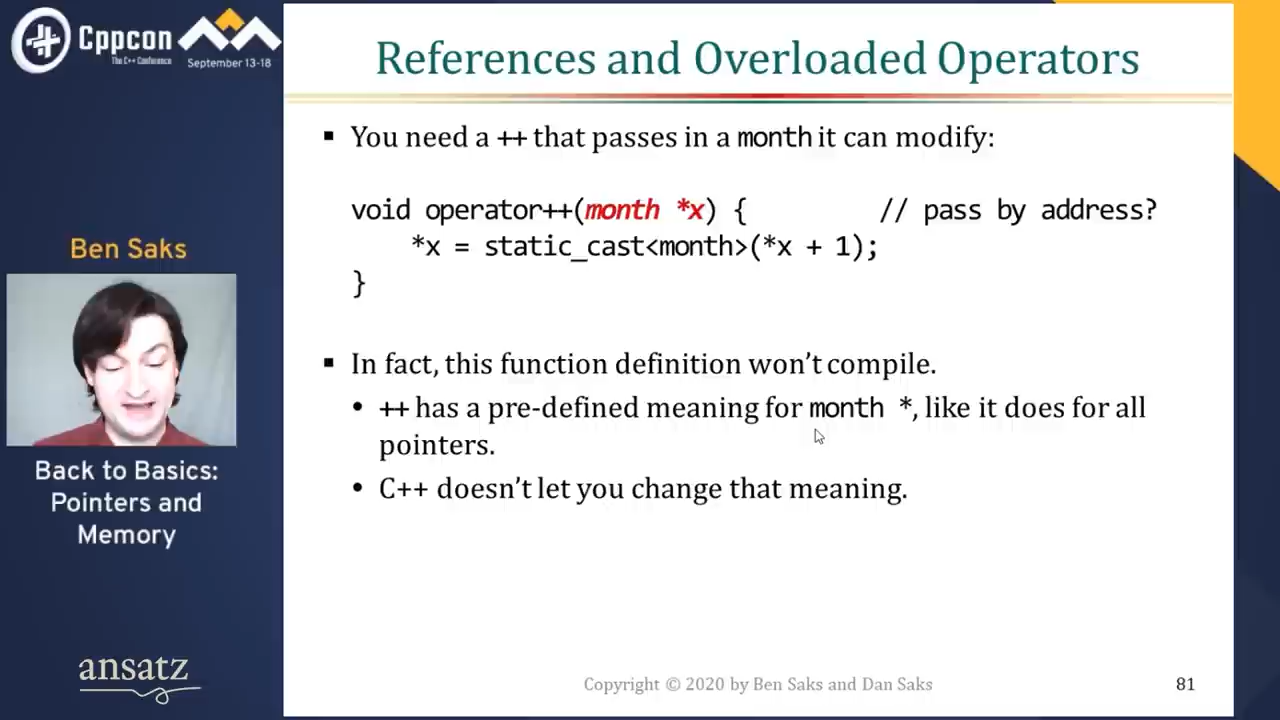 Cppcon
The C++ Conference
September 13-18
References and Overloaded Operators
▪ You need a ++ that passes in a month it can modify:
void operator++(month *x) { // pass by address?
*x = static_cast<month>(*x + 1);
}
▪ In fact, this function definition won't compile.
• ++ has a pre-defined meaning for month *, like it does for all
pointers.
• C++ doesn't let you change that meaning.
Ben Saks
Back to Basics:
Pointers and
Memory
ansatz
Copyright © 2020 by Ben Saks and Dan Saks
81